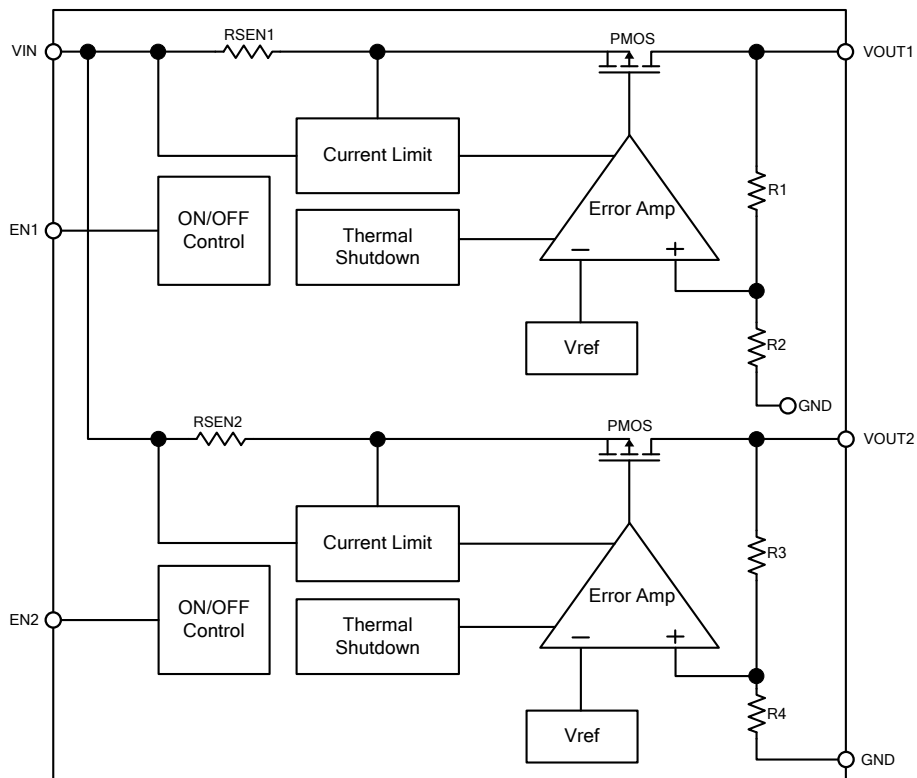 VIN
RSEN1
PMOS
VOUT1
Current Limit
R1
EN1
ON/OFF
Control
Thermal
Shutdown
Error Amp
−
+
Vref
R2
GND
RSEN2
PMOS
VOUT2
Current Limit
R3
EN2
ON/OFF
Control
Thermal
Shutdown
Error Amp
−
+
Vref
R4
GND